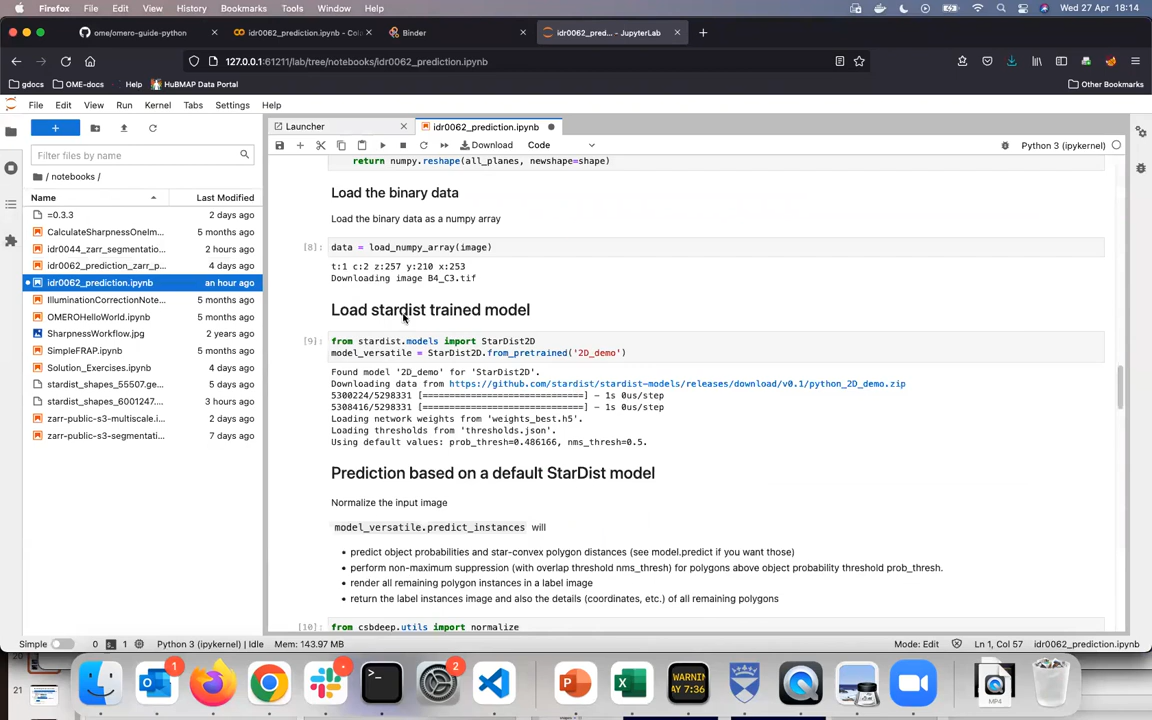 Firefox File Edit View History Bookmarks Tools Window Help Wed 27 Apr 18:14
ome/omero-guide-python idr0062_prediction.ipynb - Col Binder idr0062_pred... - JupyterLab
127.0.0.1:61211/lab/tree/notebooks/idr0062_prediction.ipynb
gdocs OME-docs Help HuBMAP Data Portal Other Bookmarks
File Edit View Run Kernel Tabs Settings Help
Launcher idr0062_prediction.ipynb
Download Code Python 3 (ipykernel)
Filter files by name
/ notebooks /
Name Last Modified
=0.3.3 2 days ago
CalculateSharpnessOneIm... 5 months ago
idr0044_zarr_segmentatio... 2 hours ago
idr0062_prediction_zarr_p... 4 days ago
idr0062_prediction.ipynb an hour ago
IlluminationCorrectionNote... 5 months ago
OMEROHelloWorld.ipynb 5 months ago
SharpnessWorkflow.jpg 2 years ago
SimpleFRAP.ipynb 5 months ago
Solution_Exercises.ipynb 4 days ago
stardist_shapes_55507.ge... 4 days ago
stardist_shapes_6001247.... 3 hours ago
zarr-public-s3-multiscale.i... 2 days ago
zarr-public-s3-segmentati... 7 days ago
return numpy.reshape(all_planes, newshape=shape)
Load the binary data
Load the binary data as a numpy array
[8]: data = load_numpy_array(image)
t:1 c:2 z:257 y:210 x:253
Downloading image B4_C3.tif
Load stardist trained model
[9]: from stardist.models import StarDist2D
model_versatile = StarDist2D.from_pretrained('2D_demo')
Found model '2D_demo' for 'StarDist2D'.
Downloading data from https://github.com/stardist/stardist-models/releases/download/v0.1/python_2D_demo.zip
5300224/5298331 [==============================] - 1s 0us/step
5308416/5298331 [==============================] - 1s 0us/step
Loading network weights from 'weights_best.h5'.
Loading thresholds from 'thresholds.json'.
Using default values: prob_thresh=0.486166, nms_thresh=0.5.
Prediction based on a default StarDist model
Normalize the input image
model_versatile.predict_instances will
• predict object probabilities and star-convex polygon distances (see model.predict if you want those)
• perform non-maximum suppression (with overlap threshold nms_thresh) for polygons above object probability threshold prob_thresh.
• render all remaining polygon instances in a label image
• return the label instances image and also the details (coordinates, etc.) of all remaining polygons
[10]: from csbdeep.utils import normalize
Simple 0 1 Python 3 (ipykernel) | Idle Mem: 143.97 MB Mode: Edit Ln 1, Col 57 idr0062_prediction.ipynb
1 2
WARNIN
AY 7:36
MP4
21